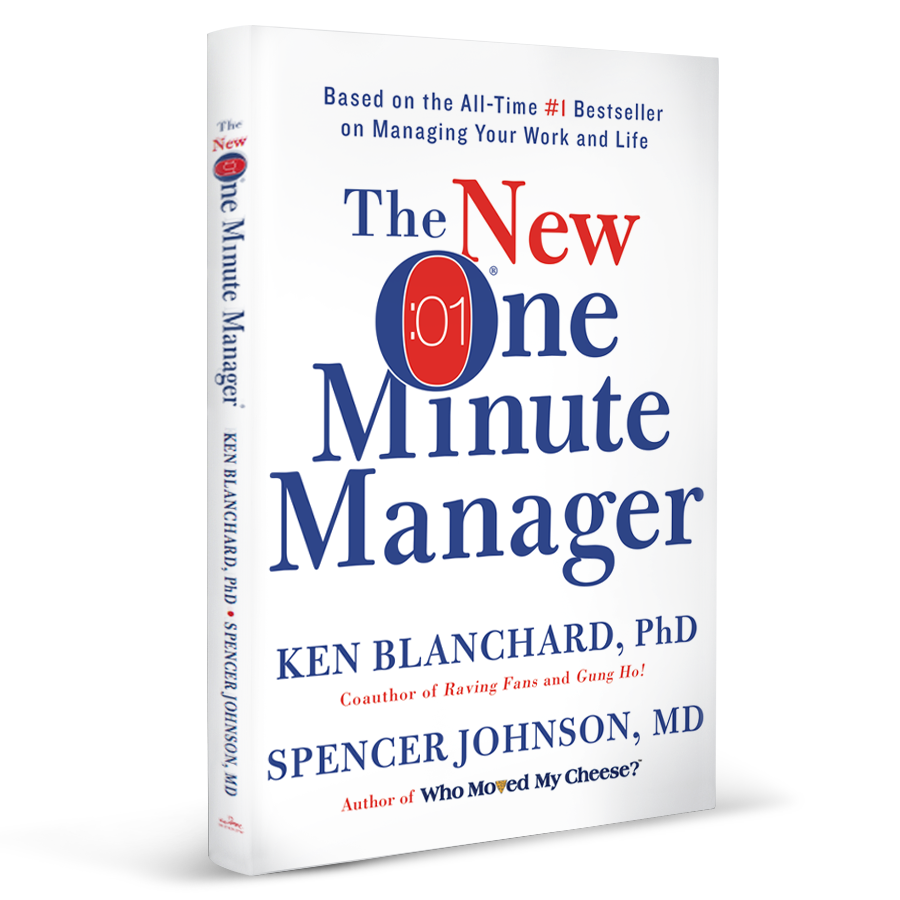 Based on the All-Time #1 Bestseller
on Managing Your Work and Life
The New
One®
:01
Minute
Manager
KEN BLANCHARD, PhD
Coauthor of Raving Fans and Gung Ho!
SPENCER JOHNSON, MD
Author of Who Moved My Cheese?™
The
New
One Minute Manager®
KEN BLANCHARD, PhD • SPENCER JOHNSON, MD